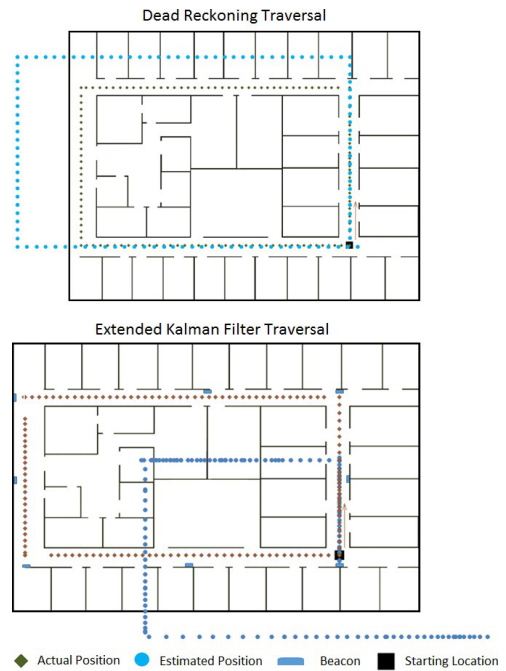 Dead Reckoning Traversal
Extended Kalman Filter Traversal
Actual Position Estimated Position Beacon Starting Location